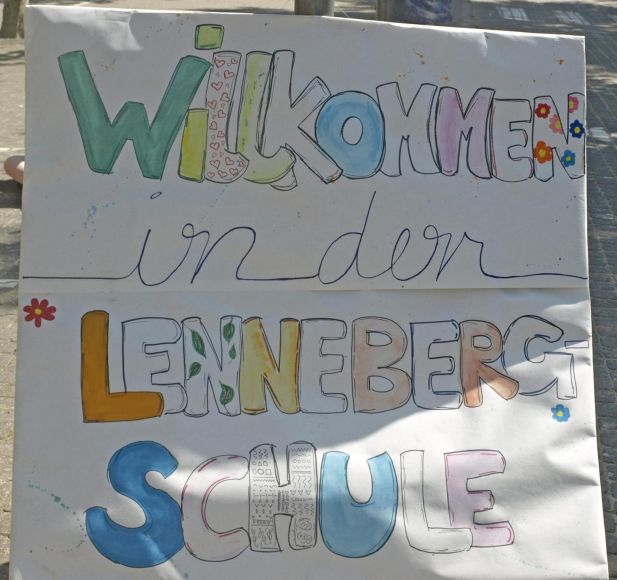 WiLLKOMMEN
in der
LENNEBERG
SCHULE